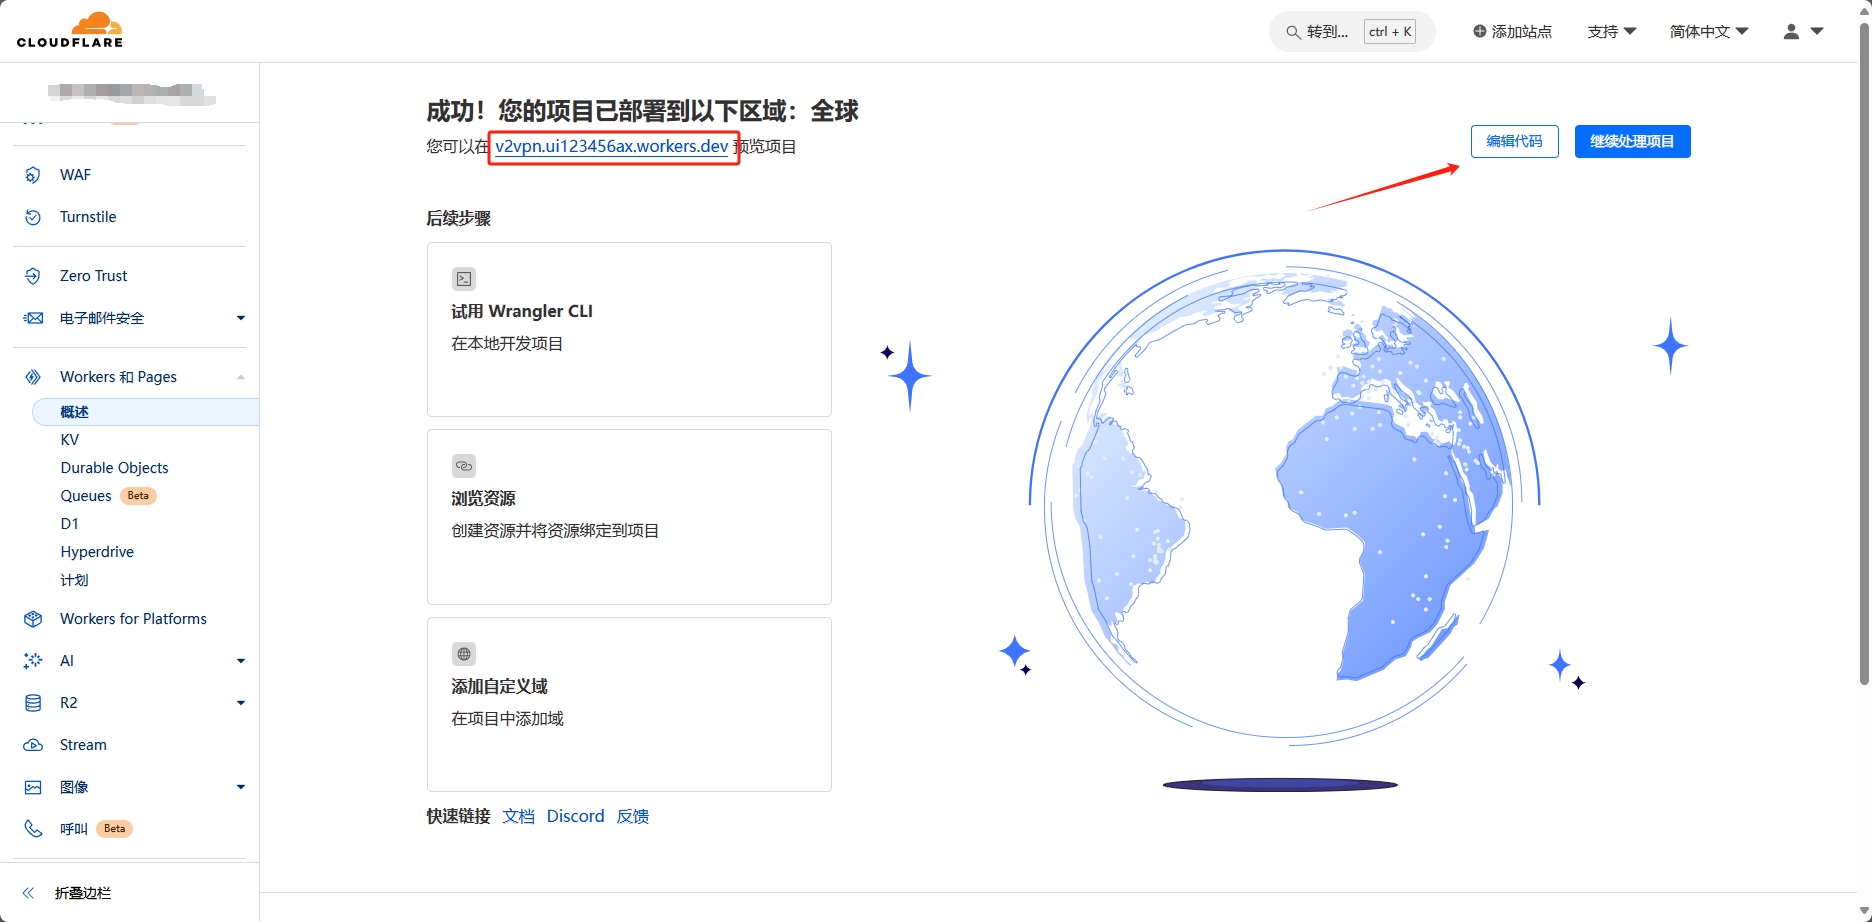 CLOUDFLARE
转到... ctrl + K
添加站点
支持
简体中文
WAF
Turnstile
Zero Trust
电子邮件安全
Workers 和 Pages
概述
KV
Durable Objects
Queues Beta
D1
Hyperdrive
计划
Workers for Platforms
AI
R2
Stream
图像
呼叫 Beta
折叠边栏
成功！您的项目已部署到以下区域：全球
您可以在 v2vpn.ui123456ax.workers.dev 预览项目
编辑代码
继续处理项目
后续步骤
试用 Wrangler CLI
在本地开发项目
浏览资源
创建资源并将资源绑定到项目
添加自定义域
在项目中添加域
快速链接 文档 Discord 反馈